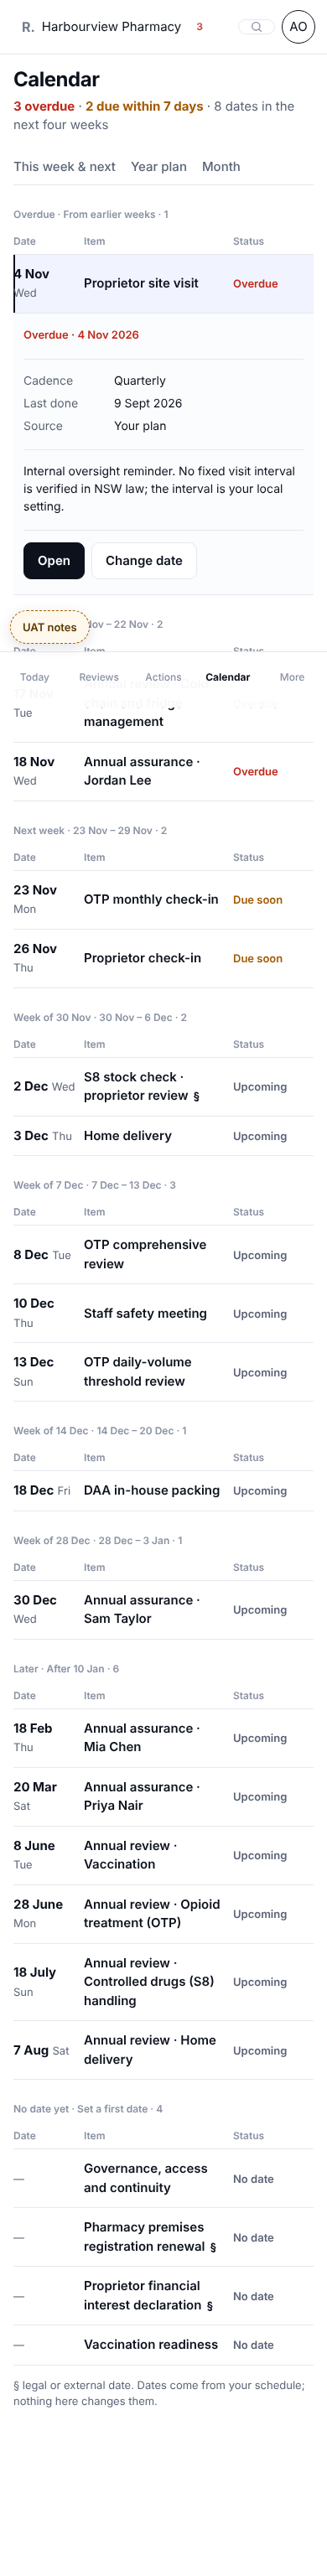 R. Harbourview Pharmacy 3 AO
Calendar
3 overdue · 2 due within 7 days · 8 dates in the
next four weeks
This week & next Year plan Month
Overdue · From earlier weeks · 1
Date Item Status
4 Nov
Wed
Proprietor site visit
Overdue
Overdue · 4 Nov 2026
Cadence Quarterly
Last done 9 Sept 2026
Source Your plan
Internal oversight reminder. No fixed visit interval
is verified in NSW law; the interval is your local
setting.
Open Change date
UAT notes
Nov – 22 Nov · 2
Date Item Status
Today Reviews Actions Calendar More
17 Nov
Tue
management
18 Nov
Wed
Annual assurance ·
Jordan Lee
Overdue
Next week · 23 Nov – 29 Nov · 2
Date Item Status
23 Nov
Mon
OTP monthly check-in
Due soon
26 Nov
Thu
Proprietor check-in
Due soon
Week of 30 Nov · 30 Nov – 6 Dec · 2
Date Item Status
2 Dec Wed
S8 stock check ·
proprietor review §
Upcoming
3 Dec Thu Home delivery Upcoming
Week of 7 Dec · 7 Dec – 13 Dec · 3
Date Item Status
8 Dec Tue
OTP comprehensive
review
Upcoming
10 Dec
Thu
Staff safety meeting
Upcoming
13 Dec
Sun
OTP daily-volume
threshold review
Upcoming
Week of 14 Dec · 14 Dec – 20 Dec · 1
Date Item Status
18 Dec Fri DAA in-house packing Upcoming
Week of 28 Dec · 28 Dec – 3 Jan · 1
Date Item Status
30 Dec
Wed
Annual assurance ·
Sam Taylor
Upcoming
Later · After 10 Jan · 6
Date Item Status
18 Feb
Thu
Annual assurance ·
Mia Chen
Upcoming
20 Mar
Sat
Annual assurance ·
Priya Nair
Upcoming
8 June
Tue
Annual review ·
Vaccination
Upcoming
28 June
Mon
Annual review · Opioid
treatment (OTP)
Upcoming
18 July
Sun
Annual review ·
Controlled drugs (S8)
handling
Upcoming
7 Aug Sat
Annual review · Home
delivery
Upcoming
No date yet · Set a first date · 4
Date Item Status
—
Governance, access
and continuity
No date
—
Pharmacy premises
registration renewal §
No date
—
Proprietor financial
interest declaration §
No date
— Vaccination readiness No date
§ legal or external date. Dates come from your schedule;
nothing here changes them.